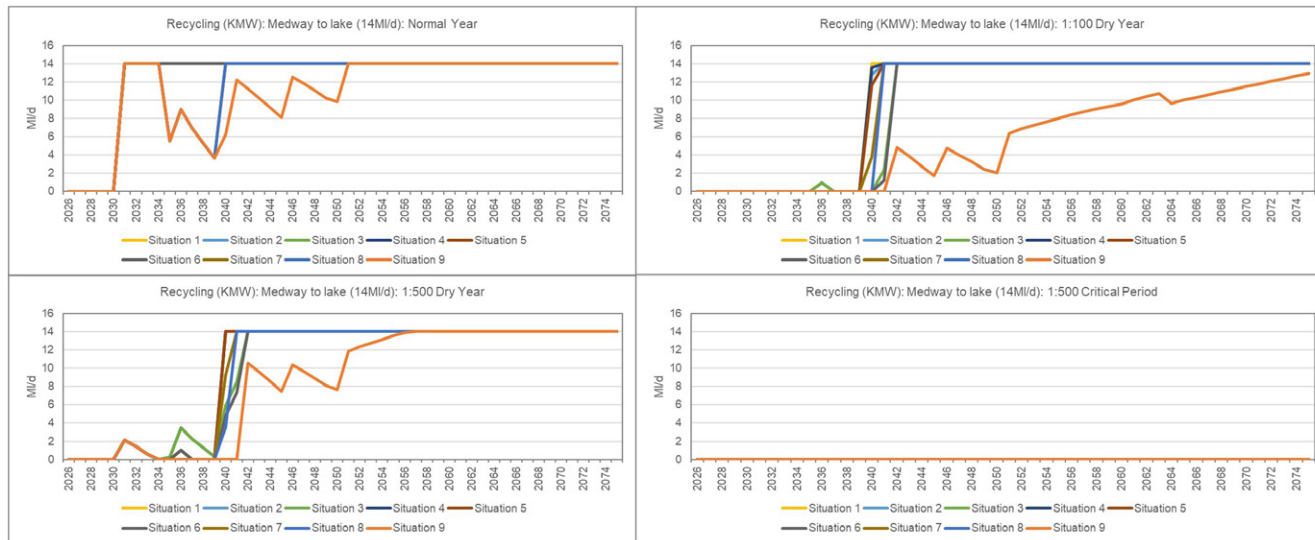 Recycling (KMW): Medway to lake (14Ml/d): Normal Year
16
14
12
10
8
6
4
2
0
Ml/d
2026 2028 2030 2032 2034 2036 2038 2040 2042 2044 2046 2048 2050 2052 2054 2056 2058 2060 2062 2064 2066 2068 2070 2072 2074
Situation 1 Situation 2 Situation 3 Situation 4 Situation 5
Situation 6 Situation 7 Situation 8 Situation 9
Recycling (KMW): Medway to lake (14Ml/d): 1:100 Dry Year
16
14
12
10
8
6
4
2
0
Ml/d
2026 2028 2030 2032 2034 2036 2038 2040 2042 2044 2046 2048 2050 2052 2054 2056 2058 2060 2062 2064 2066 2068 2070 2072 2074
Situation 1 Situation 2 Situation 3 Situation 4 Situation 5
Situation 6 Situation 7 Situation 8 Situation 9
Recycling (KMW): Medway to lake (14Ml/d): 1:500 Dry Year
16
14
12
10
8
6
4
2
0
Ml/d
2026 2028 2030 2032 2034 2036 2038 2040 2042 2044 2046 2048 2050 2052 2054 2056 2058 2060 2062 2064 2066 2068 2070 2072 2074
Situation 1 Situation 2 Situation 3 Situation 4 Situation 5
Situation 6 Situation 7 Situation 8 Situation 9
Recycling (KMW): Medway to lake (14Ml/d): 1:500 Critical Period
16
14
12
10
8
6
4
2
0
Ml/d
2026 2028 2030 2032 2034 2036 2038 2040 2042 2044 2046 2048 2050 2052 2054 2056 2058 2060 2062 2064 2066 2068 2070 2072 2074
Situation 1 Situation 2 Situation 3 Situation 4 Situation 5
Situation 6 Situation 7 Situation 8 Situation 9